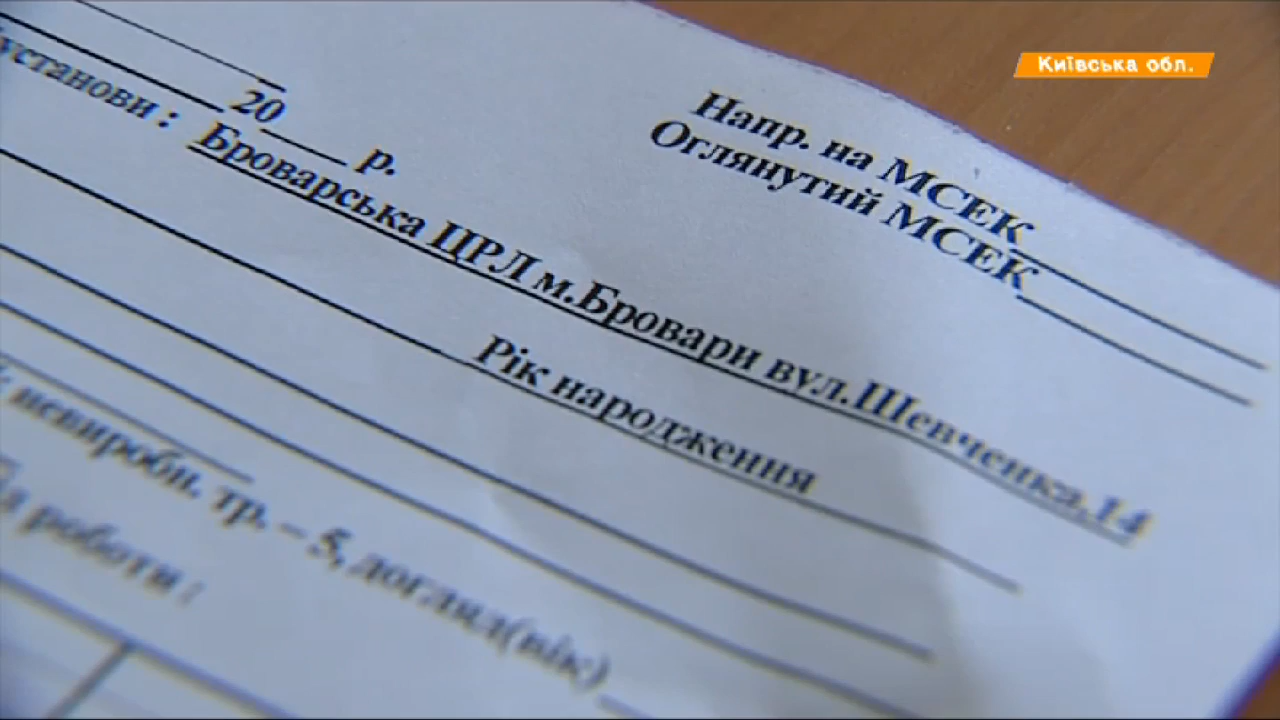 Київська обл.
Напр. на МСЕК
Оглянутий МСЕК
20 р.
установи : Броварська ЦРЛ м.Бровари вул.Шевченка,14
Рік народження
невиробн. тр. – 5, догляд(вік)
роботи :